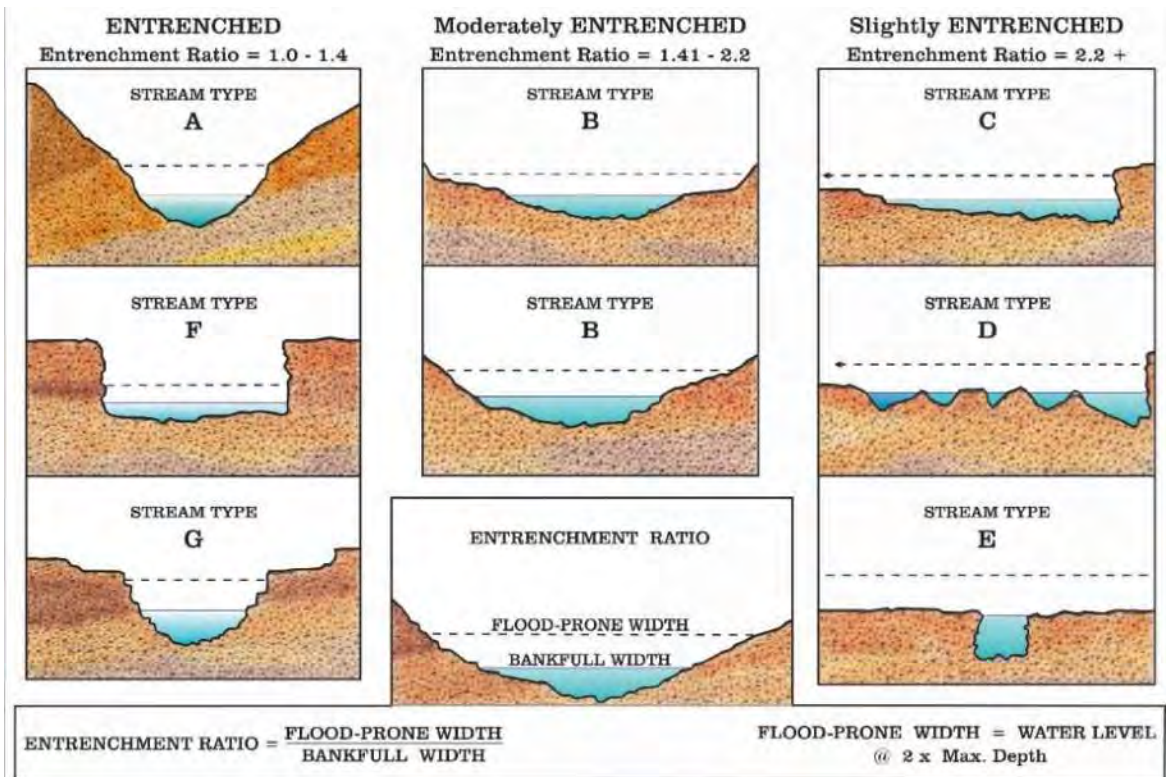 ENTRENCHED
Entrenchment Ratio = 1.0 - 1.4
STREAM TYPE
A
STREAM TYPE
F
STREAM TYPE
G
Moderately ENTRENCHED
Entrenchment Ratio = 1.41 - 2.2
STREAM TYPE
B
STREAM TYPE
B
Slightly ENTRENCHED
Entrenchment Ratio = 2.2 +
STREAM TYPE
C
STREAM TYPE
D
STREAM TYPE
E
ENTRENCHMENT RATIO
FLOOD-PRONE WIDTH
BANKFULL WIDTH
ENTRENCHMENT RATIO = FLOOD-PRONE WIDTH
BANKFULL WIDTH
FLOOD-PRONE WIDTH = WATER LEVEL
@ 2 x Max. Depth